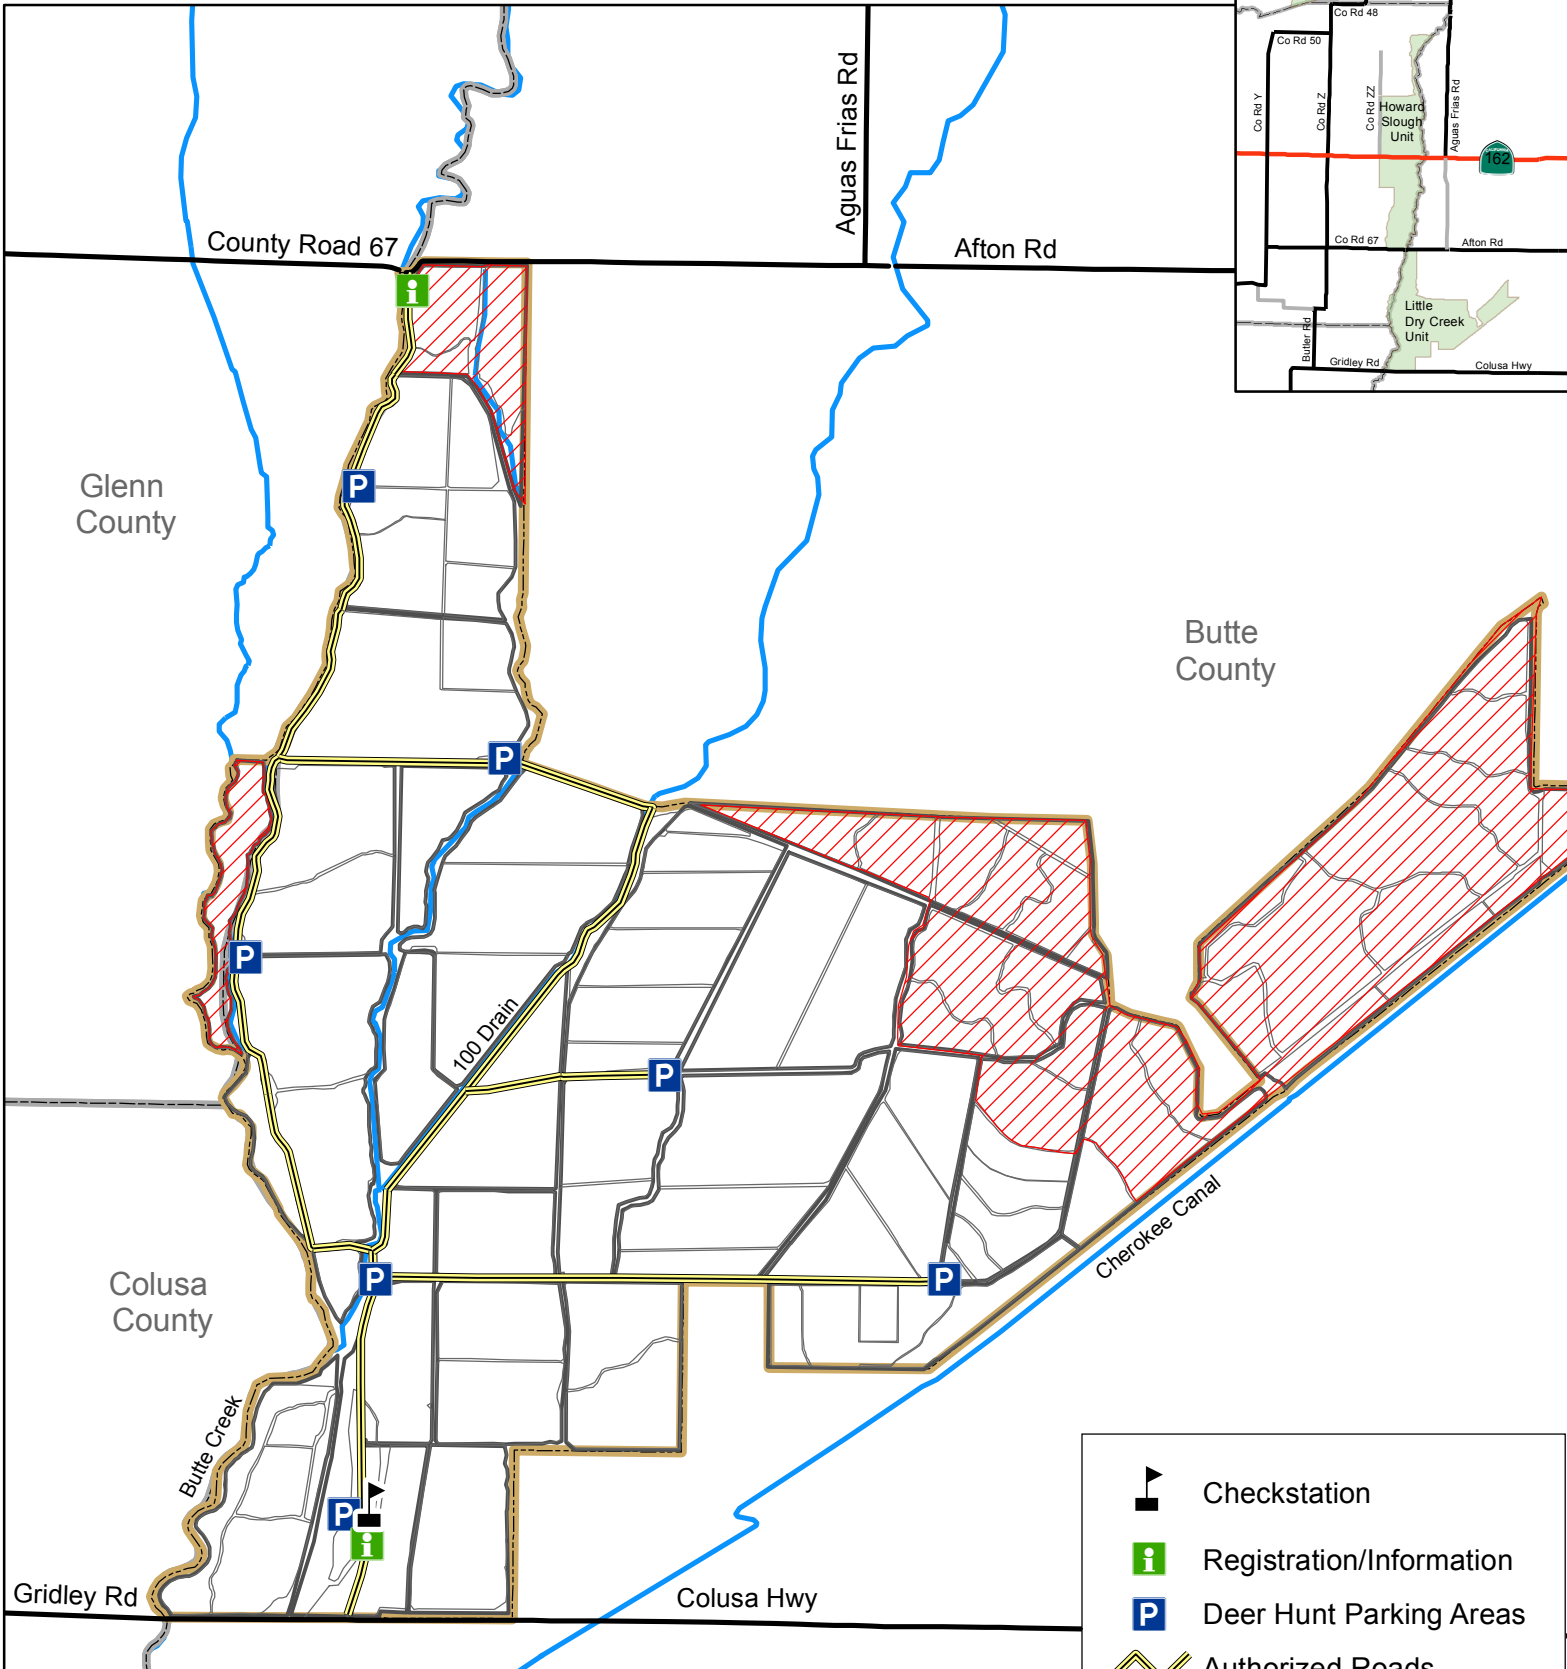 Co Rd 48
Co Rd 50
Co Rd Y
Co Rd Z
Co Rd ZZ
Aguas Frias Rd
Howard
Slough
Unit
CALIFORNIA
162
Co Rd 67
Afton Rd
Little
Dry Creek
Unit
Butler Rd
Gridley Rd
Colusa Hwy
Aguas Frias Rd
County Road 67
Afton Rd
i
P
Glenn
County
Butte
County
P
P
100 Drain
P
Cherokee Canal
Colusa
County
P
P
Butte Creek
P
i
Gridley Rd
Colusa Hwy
Checkstation
i Registration/Information
P Deer Hunt Parking Areas
Authorized Roads